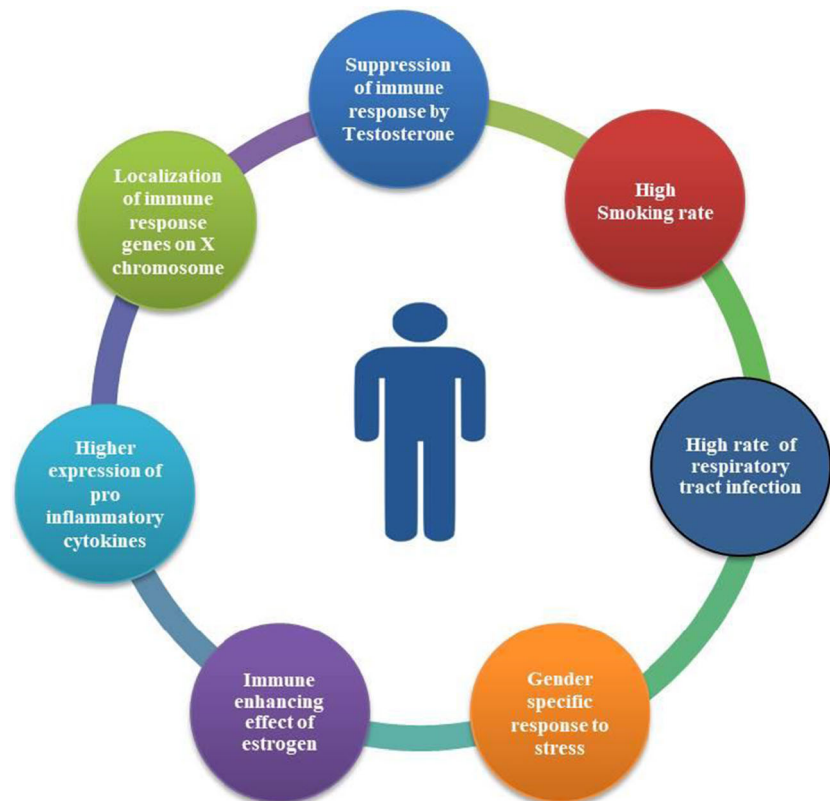 Suppression
of immune
response by
Testosterone
High
Smoking rate
High rate of
respiratory
tract infection
Gender
specific
response to
stress
Immune
enhancing
effect of
estrogen
Higher
expression of
pro
inflammatory
cytokines
Localization
of immune
response
genes on X
chromosome